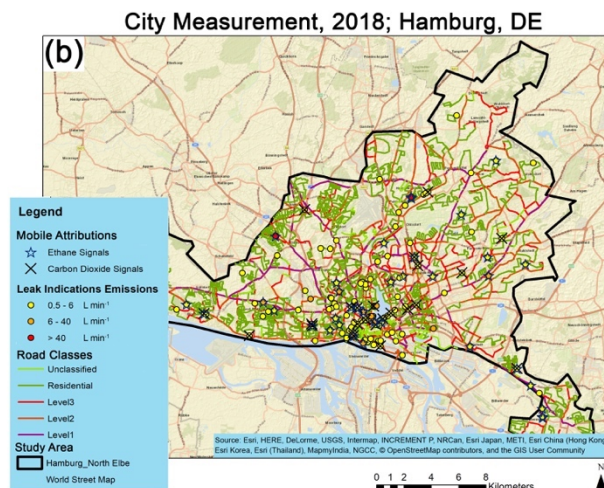 City Measurement, 2018; Hamburg, DE
(b)
Legend
Mobile Attributions
Ethane Signals
Carbon Dioxide Signals
Leak Indications Emissions
0.5 - 6 L min⁻¹
6 - 40 L min⁻¹
> 40 L min⁻¹
Road Classes
Unclassified
Residential
Level3
Level2
Level1
Study Area
Hamburg_North Elbe
World Street Map
Source: Esri, HERE, DeLorme, USGS, Intermap, INCREMENT P, NRCan, Esri Japan, METI, Esri China (Hong Kong
Esri Korea, Esri (Thailand), MapmyIndia, NGCC, © OpenStreetMap contributors, and the GIS User Community
0 1 2 4 6 8
Kilometers
N